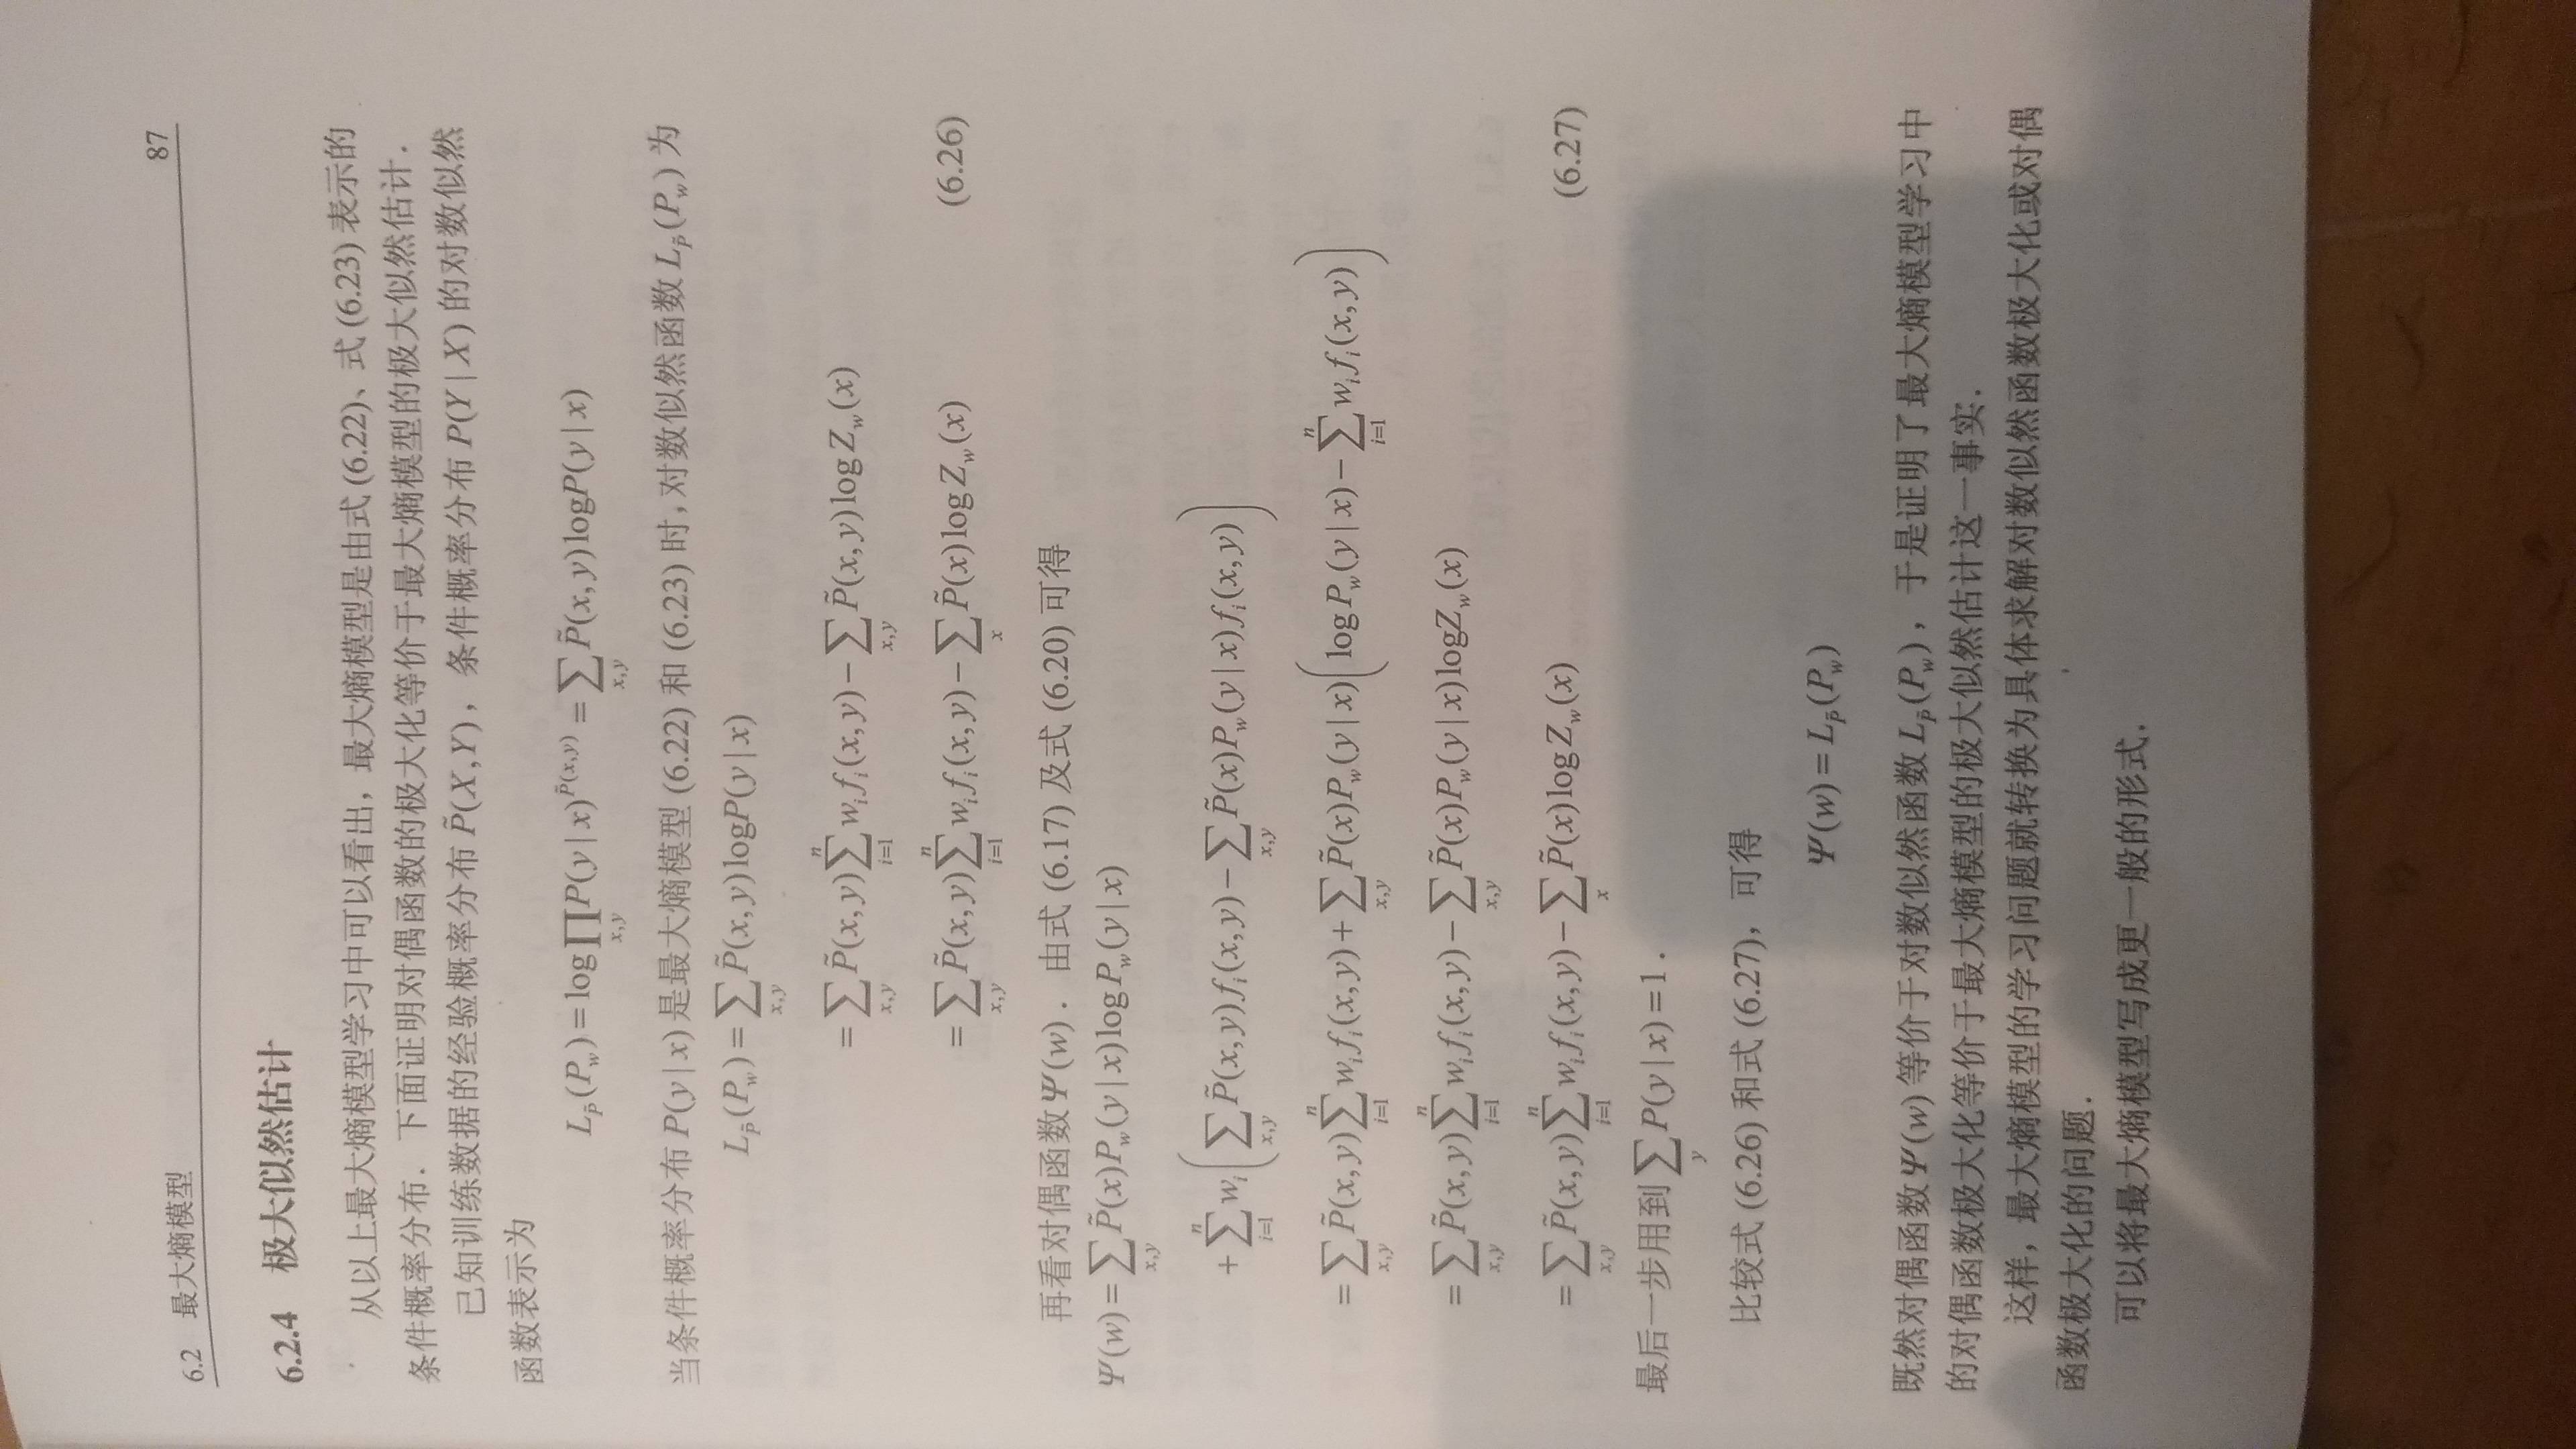 6.2 最大熵模型 87
6.2.4 极大似然估计
从以上最大熵模型学习中可以看出，最大熵模型是由式 (6.22)、式 (6.23) 表示的
条件概率分布．下面证明对偶函数的极大化等价于最大熵模型的极大似然估计．
已知训练数据的经验概率分布 $\tilde{P}(X,Y)$，条件概率分布 $P(Y|X)$ 的对数似然
函数表示为
$L_{\tilde{P}}(P_w)=\log\prod_{x,y}P(y|x)^{\tilde{P}(x,y)}=\sum_{x,y}\tilde{P}(x,y)\log P(y|x)$
当条件概率分布 $P(y|x)$ 是最大熵模型 (6.22) 和 (6.23) 时，对数似然函数 $L_{\tilde{P}}(P_w)$ 为
$L_{\tilde{P}}(P_w)=\sum_{x,y}\tilde{P}(x,y)\log P(y|x)$
$=\sum_{x,y}\tilde{P}(x,y)\sum_{i=1}^{n}w_i f_i(x,y)-\sum_{x,y}\tilde{P}(x,y)\log Z_w(x)$
$=\sum_{x,y}\tilde{P}(x,y)\sum_{i=1}^{n}w_i f_i(x,y)-\sum_{x}\tilde{P}(x)\log Z_w(x)$ (6.26)
再看对偶函数 $\Psi(w)$．由式 (6.17) 及式 (6.20) 可得
$\Psi(w)=\sum_{x,y}\tilde{P}(x)P_w(y|x)\log P_w(y|x)$
$+\sum_{i=1}^{n}w_i\left(\sum_{x,y}\tilde{P}(x,y)f_i(x,y)-\sum_{x,y}\tilde{P}(x)P_w(y|x)f_i(x,y)\right)$
$=\sum_{x,y}\tilde{P}(x,y)\sum_{i=1}^{n}w_i f_i(x,y)+\sum_{x,y}\tilde{P}(x)P_w(y|x)\left(\log P_w(y|x)-\sum_{i=1}^{n}w_i f_i(x,y)\right)$
$=\sum_{x,y}\tilde{P}(x,y)\sum_{i=1}^{n}w_i f_i(x,y)-\sum_{x,y}\tilde{P}(x)P_w(y|x)\log Z_w(x)$
$=\sum_{x,y}\tilde{P}(x,y)\sum_{i=1}^{n}w_i f_i(x,y)-\sum_{x}\tilde{P}(x)\log Z_w(x)$ (6.27)
最后一步用到 $\sum_{y}P(y|x)=1$．
比较式 (6.26) 和式 (6.27)，可得
$\Psi(w)=L_{\tilde{P}}(P_w)$
既然对偶函数 $\Psi(w)$ 等价于对数似然函数 $L_{\tilde{P}}(P_w)$，于是证明了最大熵模型学习中
的对偶函数极大化等价于最大熵模型的极大似然估计这一事实．
这样，最大熵模型的学习问题就转换为具体求解对数似然函数极大化或对偶
函数极大化的问题．
可以将最大熵模型写成更一般的形式．